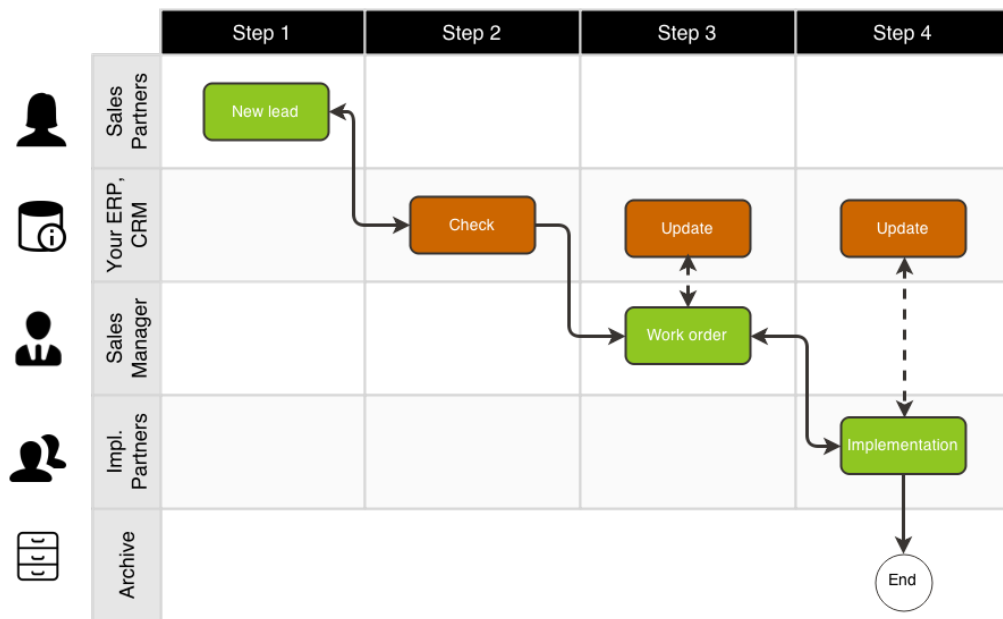 Step 1
Step 2
Step 3
Step 4
Sales
Partners
New lead
Your ERP,
CRM
Check
Update
Update
Sales
Manager
Work order
Impl.
Partners
Implementation
Archive
End